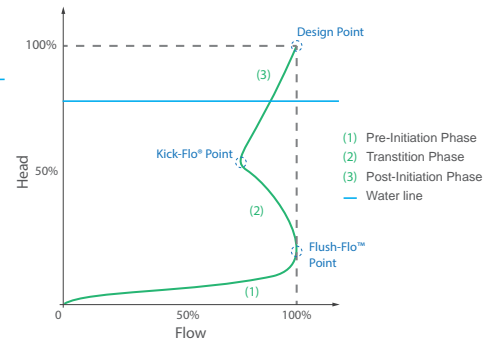 Design Point
100%
(3)
Kick-Flo® Point
(1) Pre-Initiation Phase
(2) Transtition Phase
(3) Post-Initiation Phase
Water line
50%
Head
(2)
Flush-Flo™
Point
(1)
0
50%
100%
Flow